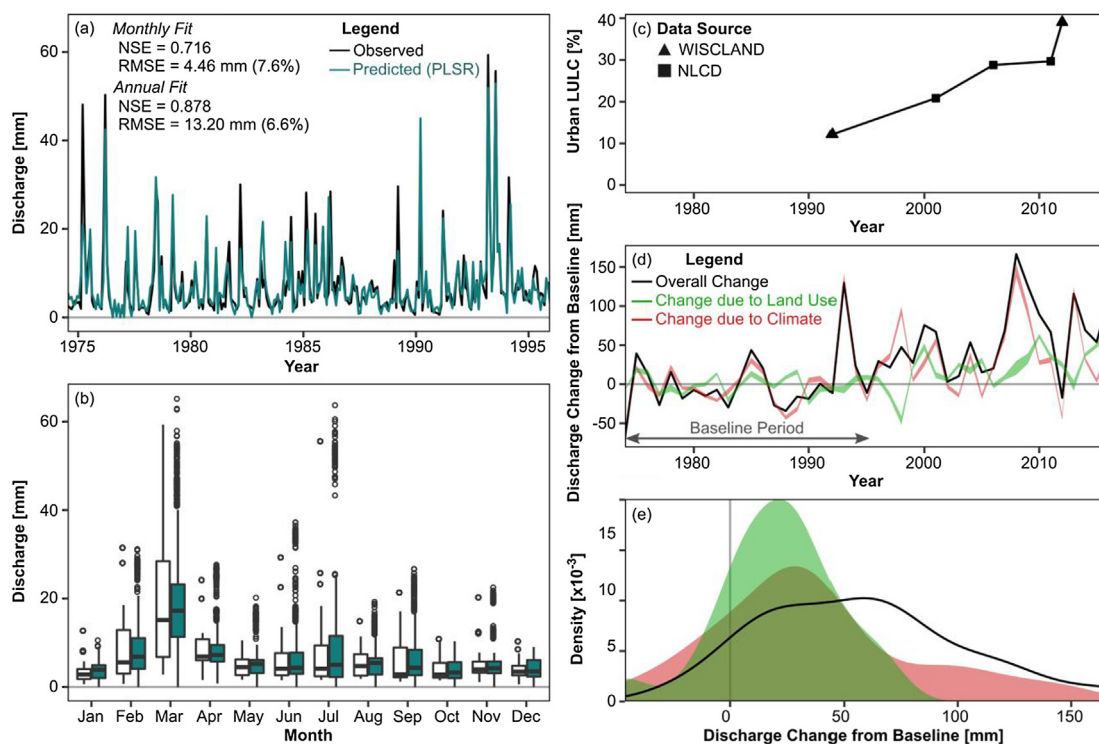 (a)
Monthly Fit
NSE = 0.716
RMSE = 4.46 mm (7.6%)
Annual Fit
NSE = 0.878
RMSE = 13.20 mm (6.6%)
Legend
Observed
Predicted (PLSR)
Discharge [mm]
60
40
20
0
1975 1980 1985 1990 1995
Year
(b)
Discharge [mm]
60
40
20
0
Jan Feb Mar Apr May Jun Jul Aug Sep Oct Nov Dec
Month
(c) Data Source
WISCLAND
NLCD
Urban LULC [%]
40
30
20
10
0
1980 1990 2000 2010
Year
(d)
Legend
Overall Change
Change due to Land Use
Change due to Climate
Discharge Change from Baseline [mm]
150
100
50
0
-50
Baseline Period
1980 1990 2000 2010
Year
(e)
Density [x10⁻³]
15
10
5
0
0 50 100 150
Discharge Change from Baseline [mm]